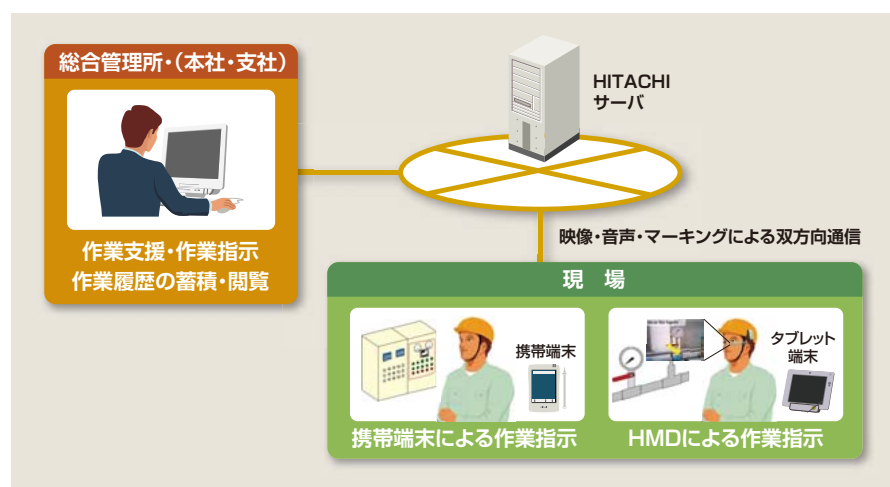 総合管理所・（本社・支社）
作業支援・作業指示
作業履歴の蓄積・閲覧
HITACHI
サーバ
映像・音声・マーキングによる双方向通信
現　場
携帯端末
携帯端末による作業指示
タブレット
端末
HMDによる作業指示